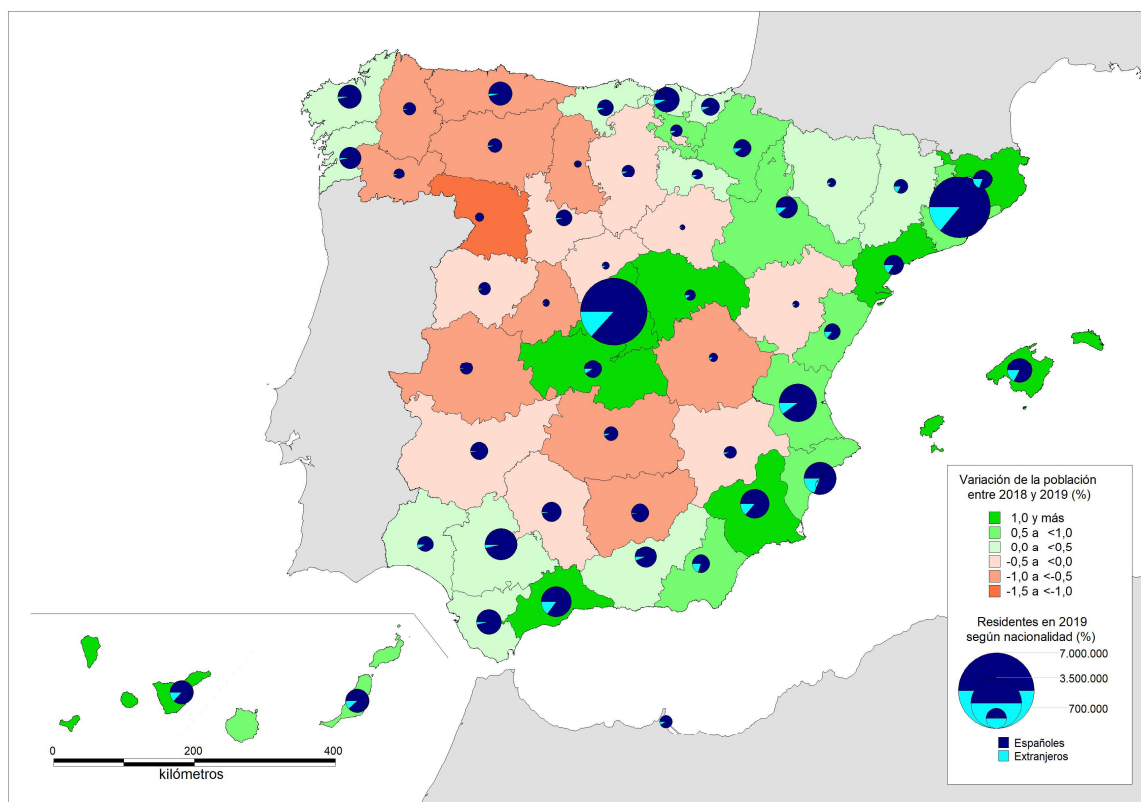 Variación de la población
entre 2018 y 2019 (%)
1,0 y más
0,5 a <1,0
0,0 a <0,5
-0,5 a <0,0
-1,0 a <-0,5
-1,5 a <-1,0
Residentes en 2019
según nacionalidad (%)
7.000.000
3.500.000
700.000
Españoles
Extranjeros
0 200 400
kilómetros